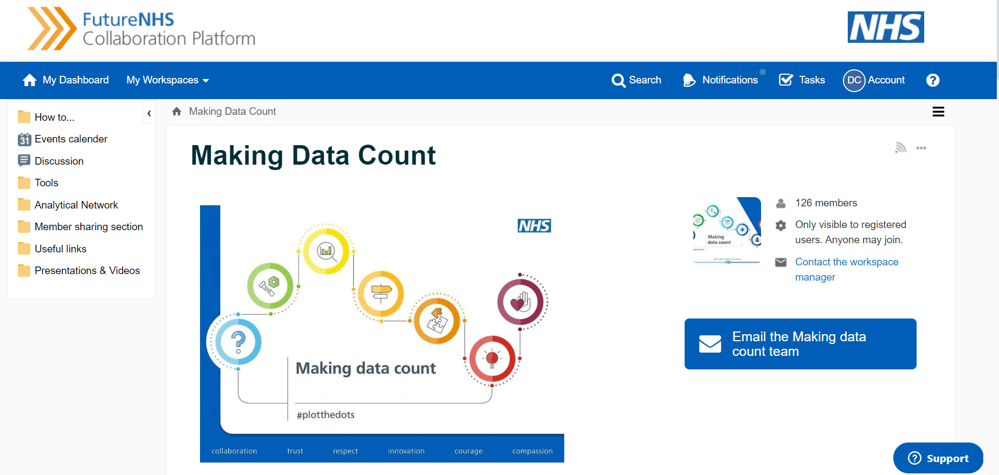 FutureNHS
Collaboration Platform
NHS
My Dashboard
My Workspaces
Search
Notifications
Tasks
DC
Account
?
How to...
31
Events calender
Discussion
Tools
Analytical Network
Member sharing section
Useful links
Presentations & Videos
Making Data Count
Making Data Count
NHS
?
Making data count
#plotthedots
collaboration trust respect innovation courage compassion
Making
data count
126 members
Only visible to registered
users. Anyone may join.
Contact the workspace
manager
Email the Making data
count team
? Support